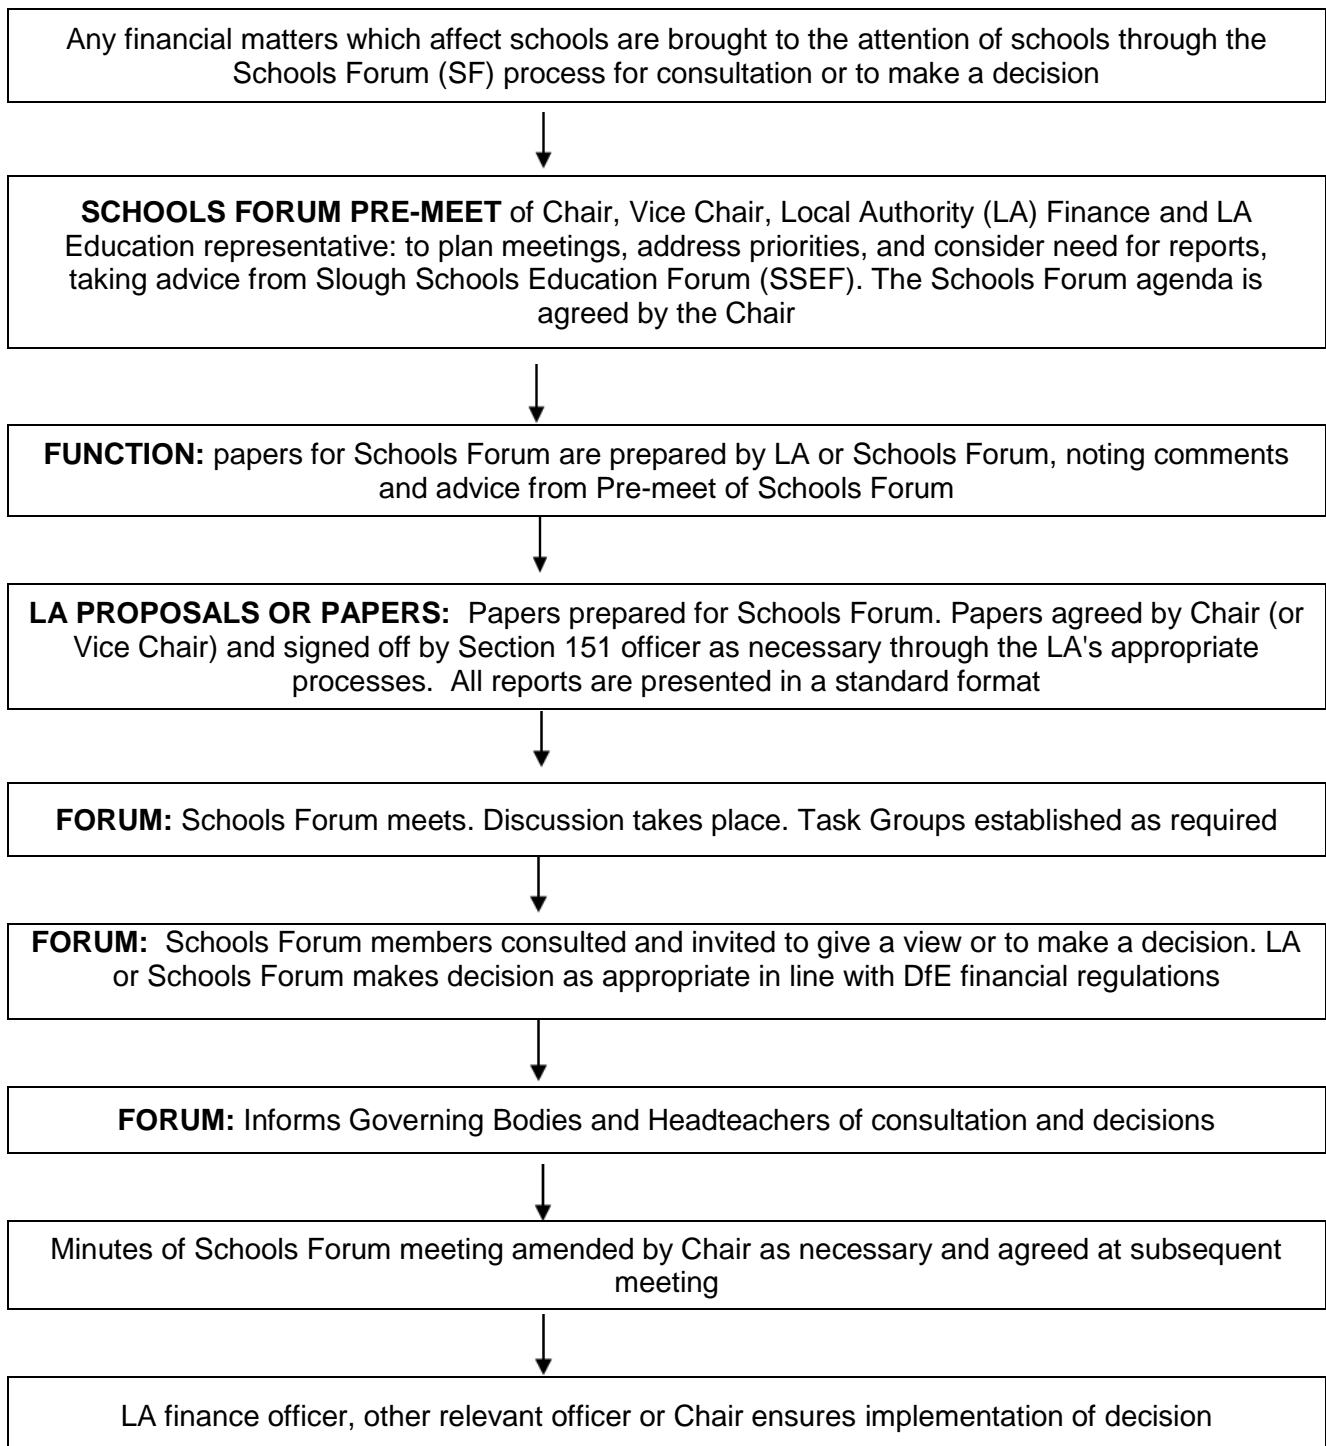 Any financial matters which affect schools are brought to the attention of schools through the
Schools Forum (SF) process for consultation or to make a decision
SCHOOLS FORUM PRE-MEET of Chair, Vice Chair, Local Authority (LA) Finance and LA
Education representative: to plan meetings, address priorities, and consider need for reports,
taking advice from Slough Schools Education Forum (SSEF). The Schools Forum agenda is
agreed by the Chair
FUNCTION: papers for Schools Forum are prepared by LA or Schools Forum, noting comments
and advice from Pre-meet of Schools Forum
LA PROPOSALS OR PAPERS: Papers prepared for Schools Forum. Papers agreed by Chair (or
Vice Chair) and signed off by Section 151 officer as necessary through the LA's appropriate
processes. All reports are presented in a standard format
FORUM: Schools Forum meets. Discussion takes place. Task Groups established as required
FORUM: Schools Forum members consulted and invited to give a view or to make a decision. LA
or Schools Forum makes decision as appropriate in line with DfE financial regulations
FORUM: Informs Governing Bodies and Headteachers of consultation and decisions
Minutes of Schools Forum meeting amended by Chair as necessary and agreed at subsequent
meeting
LA finance officer, other relevant officer or Chair ensures implementation of decision